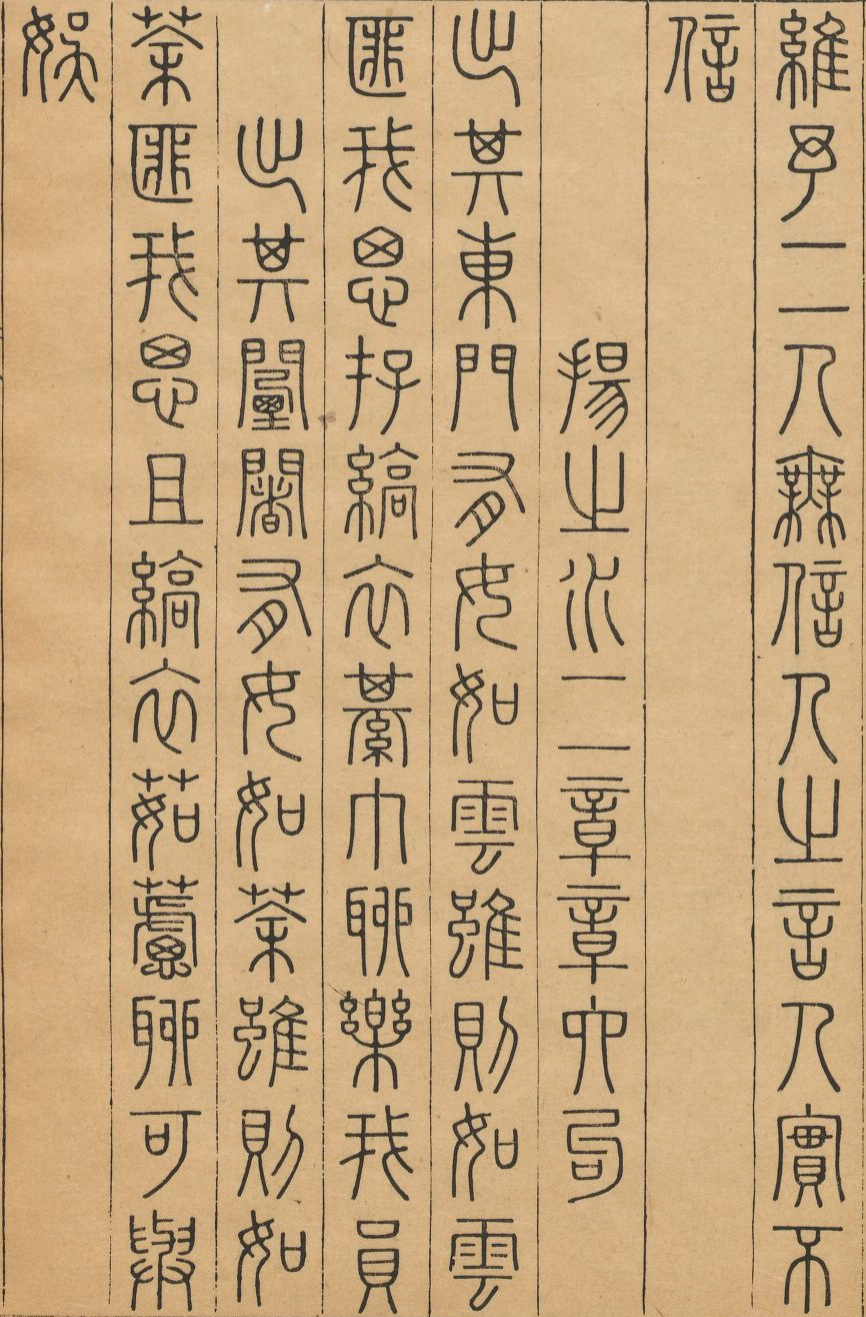 維予二人無信人之言人實不
信
揚之水二章章六句
出其東門有女如雲雖則如雲
匪我思存縞衣綦巾聊樂我員
出其闉闍有女如荼雖則如
荼匪我思且縞衣茹藘聊可與
娛